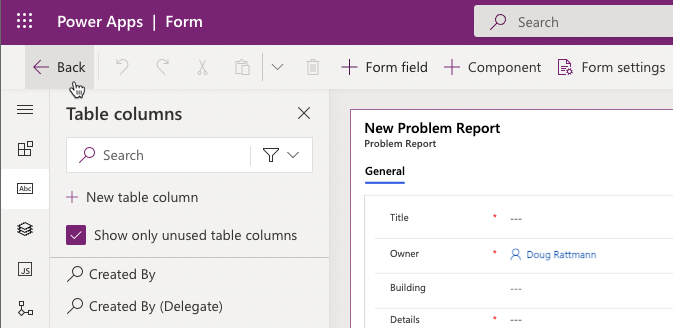 Power Apps | Form
Search
Back
Form field
Component
Form settings
Table columns
Search
New table column
Show only unused table columns
Created By
Created By (Delegate)
Abc
JS
New Problem Report
Problem Report
General
Title * ---
Owner * Doug Rattmann
Building ---
Details * ---